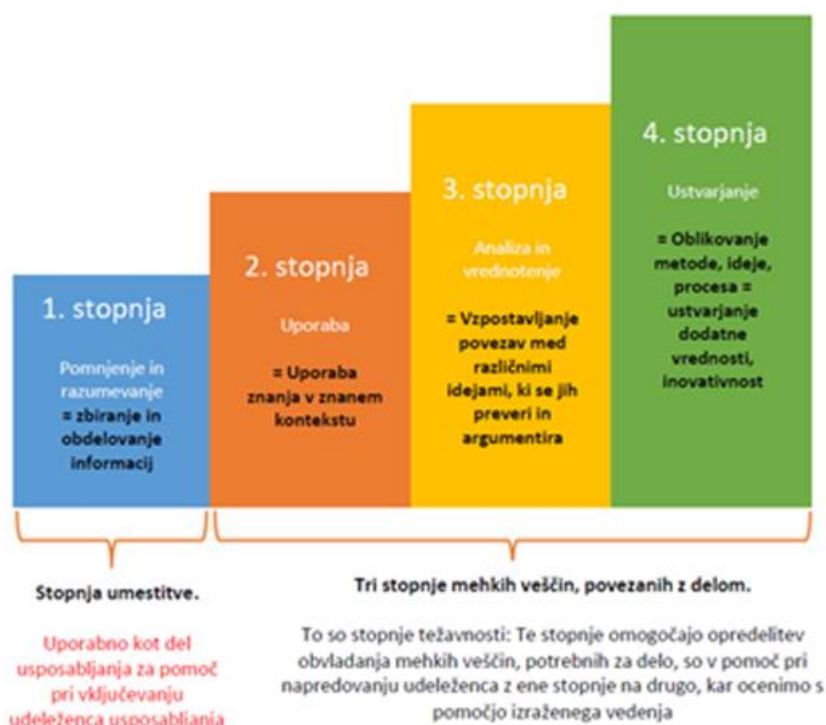 1. stopnja
Pomnjenje in
razumevanje
= zbiranje in
obdelovanje
informacij
2. stopnja
Uporaba
= Uporaba
znanja v znanem
kontekstu
3. stopnja
Analiza in
vrednotenje
= Vzpostavljanje
povezav med
različnimi
idejami, ki se jih
preveri in
argumentira
4. stopnja
Ustvarjanje
= Oblikovanje
metode, ideje,
procesa =
ustvarjanje
dodatne
vrednosti,
inovativnost
Stopnja umestitve.
Uporabno kot del
usposabljanja za pomoč
pri vključevanju
udeleženca usposabljanja
Tri stopnje mehkih veščin, povezanih z delom.
To so stopnje težavnosti: Te stopnje omogočajo opredelitev
obvladanja mehkih veščin, potrebnih za delo, so v pomoč pri
napredovanju udeleženca z ene stopnje na drugo, kar ocenimo s
pomočjo izraženega vedenja